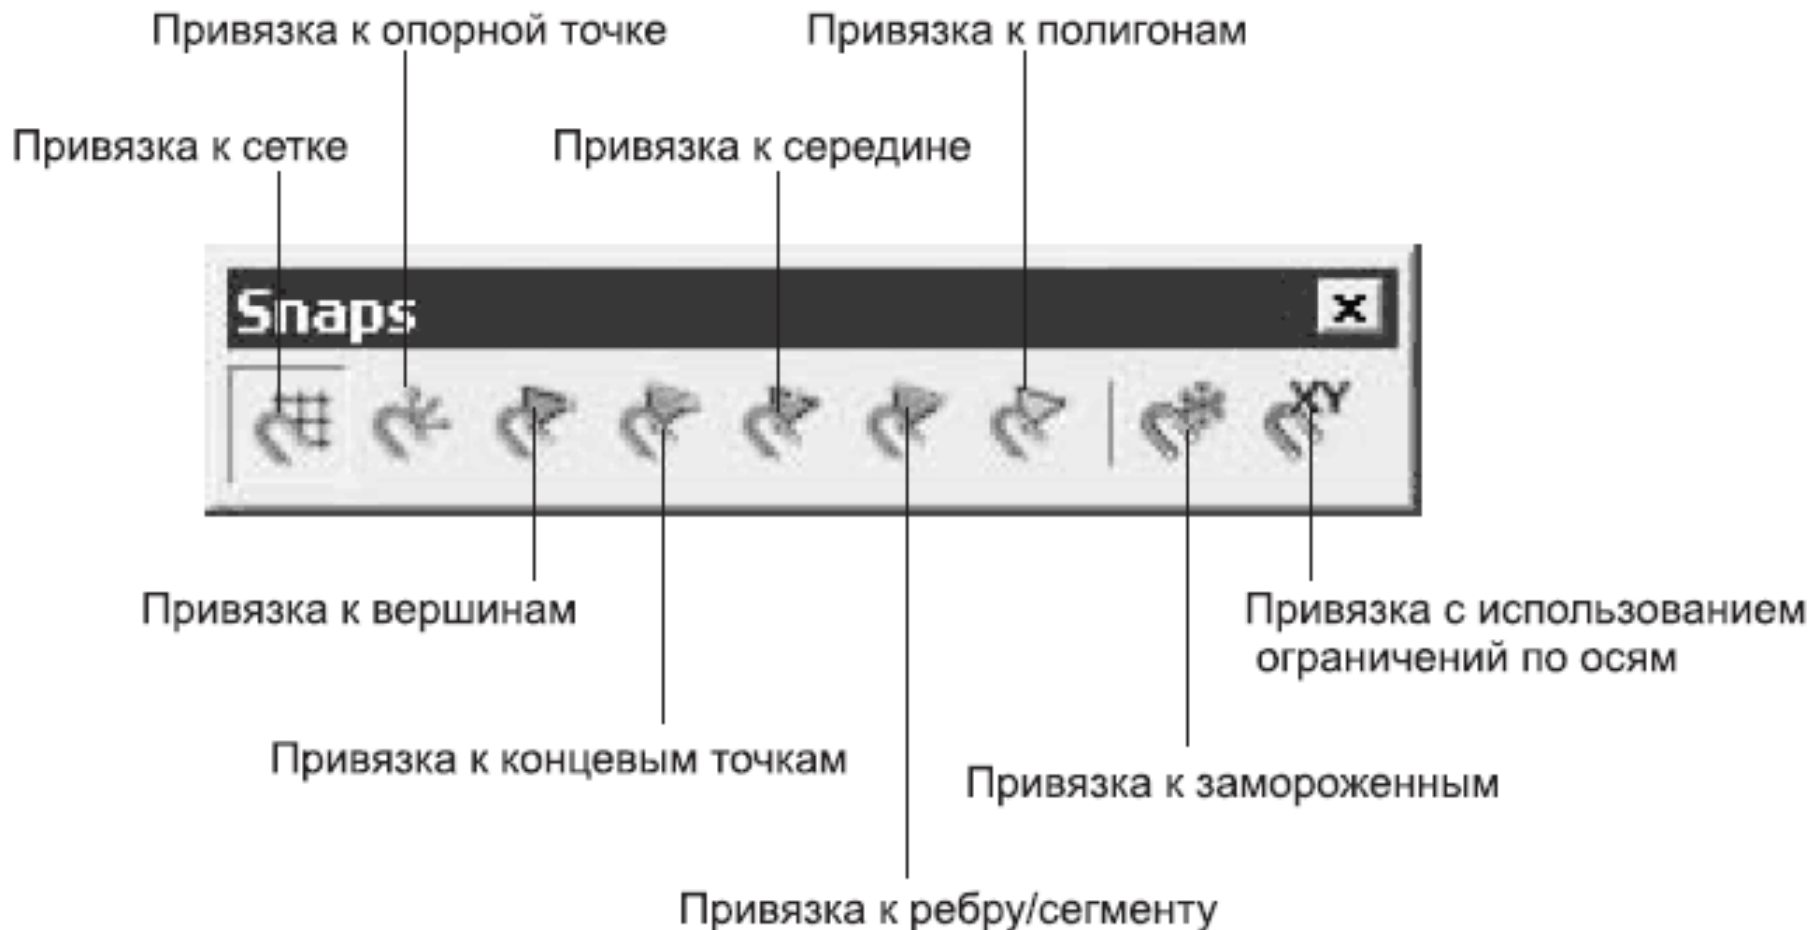 Привязка к опорной точке
Привязка к полигонам
Привязка к сетке
Привязка к середине
Snaps
XY
Привязка к вершинам
Привязка с использованием
ограничений по осям
Привязка к концевым точкам
Привязка к замороженным
Привязка к ребру/сегменту